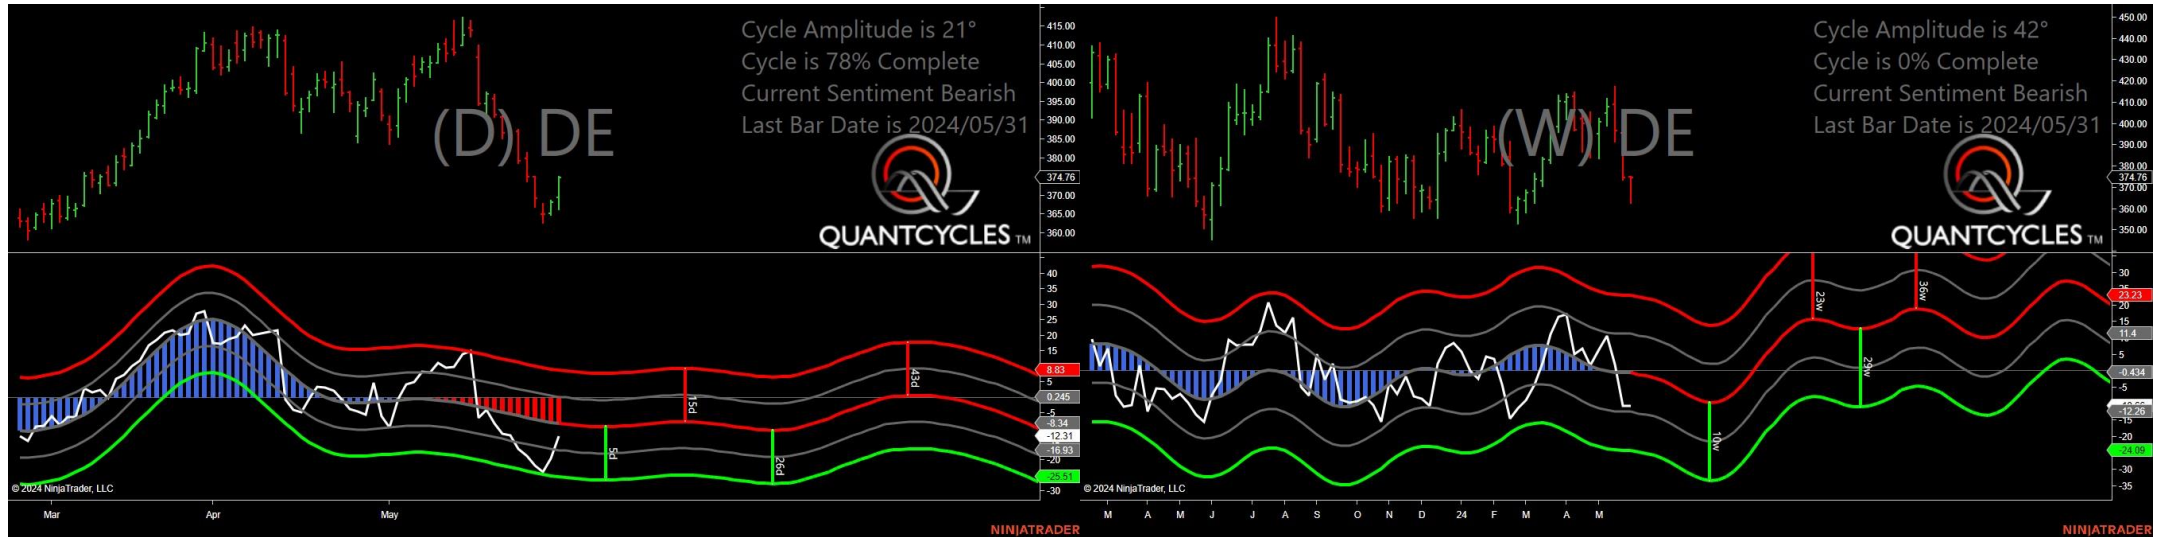 Cycle Amplitude is 21°
Cycle is 78% Complete
Current Sentiment Bearish
Last Bar Date is 2024/05/31
(D) DE
QUANTCYCLES TM
415.00
410.00
405.00
400.00
395.00
390.00
385.00
380.00
374.76
370.00
365.00
360.00
40
35
30
25
20
15
8.83
5
0.245
-5
-8.34
-12.31
-16.93
-20
-25.51
-30
5d
15d
26d
43d
© 2024 NinjaTrader, LLC
Mar Apr May
NINJATRADER
Cycle Amplitude is 42°
Cycle is 0% Complete
Current Sentiment Bearish
Last Bar Date is 2024/05/31
(W) DE
QUANTCYCLES TM
450.00
440.00
430.00
420.00
410.00
400.00
390.00
380.00
374.76
370.00
360.00
350.00
30
25
23.23
20
15
11.4
5
-0.434
-5
-12.26
-15
-20
-24.09
-30
-35
10w
23w
29w
36w
© 2024 NinjaTrader, LLC
M A M J J A S O N D 24 F M A M
NINJATRADER